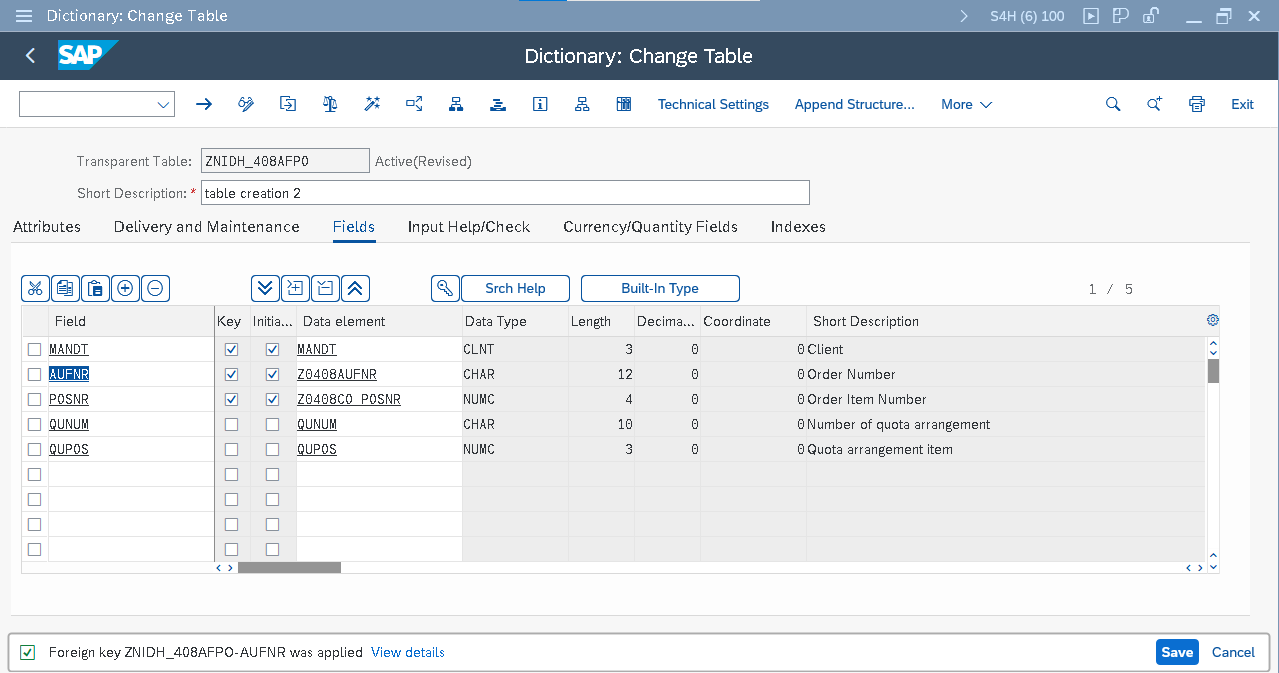 Dictionary: Change Table S4H (6) 100
SAP Dictionary: Change Table
Technical Settings Append Structure... More Exit
Transparent Table: ZNIDH_408AFPO Active(Revised)
Short Description: * table creation 2
Attributes Delivery and Maintenance Fields Input Help/Check Currency/Quantity Fields Indexes
Srch Help Built-In Type 1 / 5
Field Key Initia... Data element Data Type Length Decima... Coordinate Short Description
MANDT MANDT CLNT 3 0 0 Client
AUFNR Z0408AUFNR CHAR 12 0 0 Order Number
POSNR Z0408CO_POSNR NUMC 4 0 0 Order Item Number
QUNUM QUNUM CHAR 10 0 0 Number of quota arrangement
QUPOS QUPOS NUMC 3 0 0 Quota arrangement item
Foreign key ZNIDH_408AFPO-AUFNR was applied View details Save Cancel